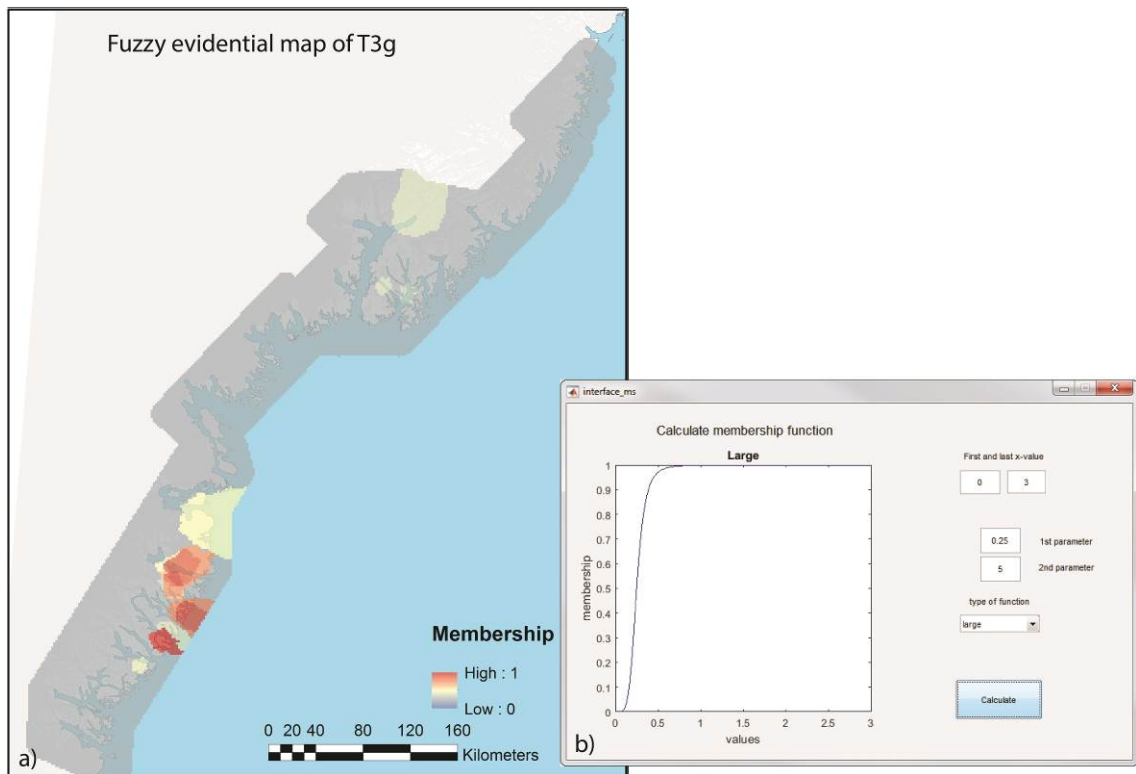 Fuzzy evidential map of T3g
Membership
High : 1
Low : 0
0 20 40 80 120 160
Kilometers
a)
interface_ms
Calculate membership function
Large
1
0.9
0.8
0.7
0.6
0.5
0.4
0.3
0.2
0.1
0
membership
0 0.5 1 1.5 2 2.5 3
values
b)
First and last x-value
0 3
0.25 1st parameter
5 2nd parameter
type of function
large
Calculate